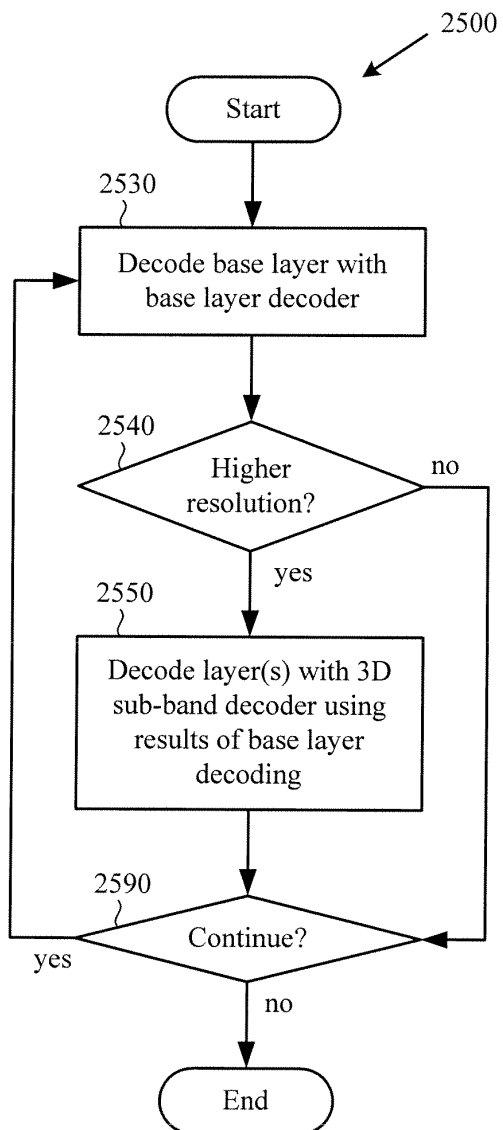 2500
Start
2530
Decode base layer with
base layer decoder
2540
Higher
resolution?
no
yes
2550
Decode layer(s) with 3D
sub-band decoder using
results of base layer
decoding
2590
Continue?
yes
no
End